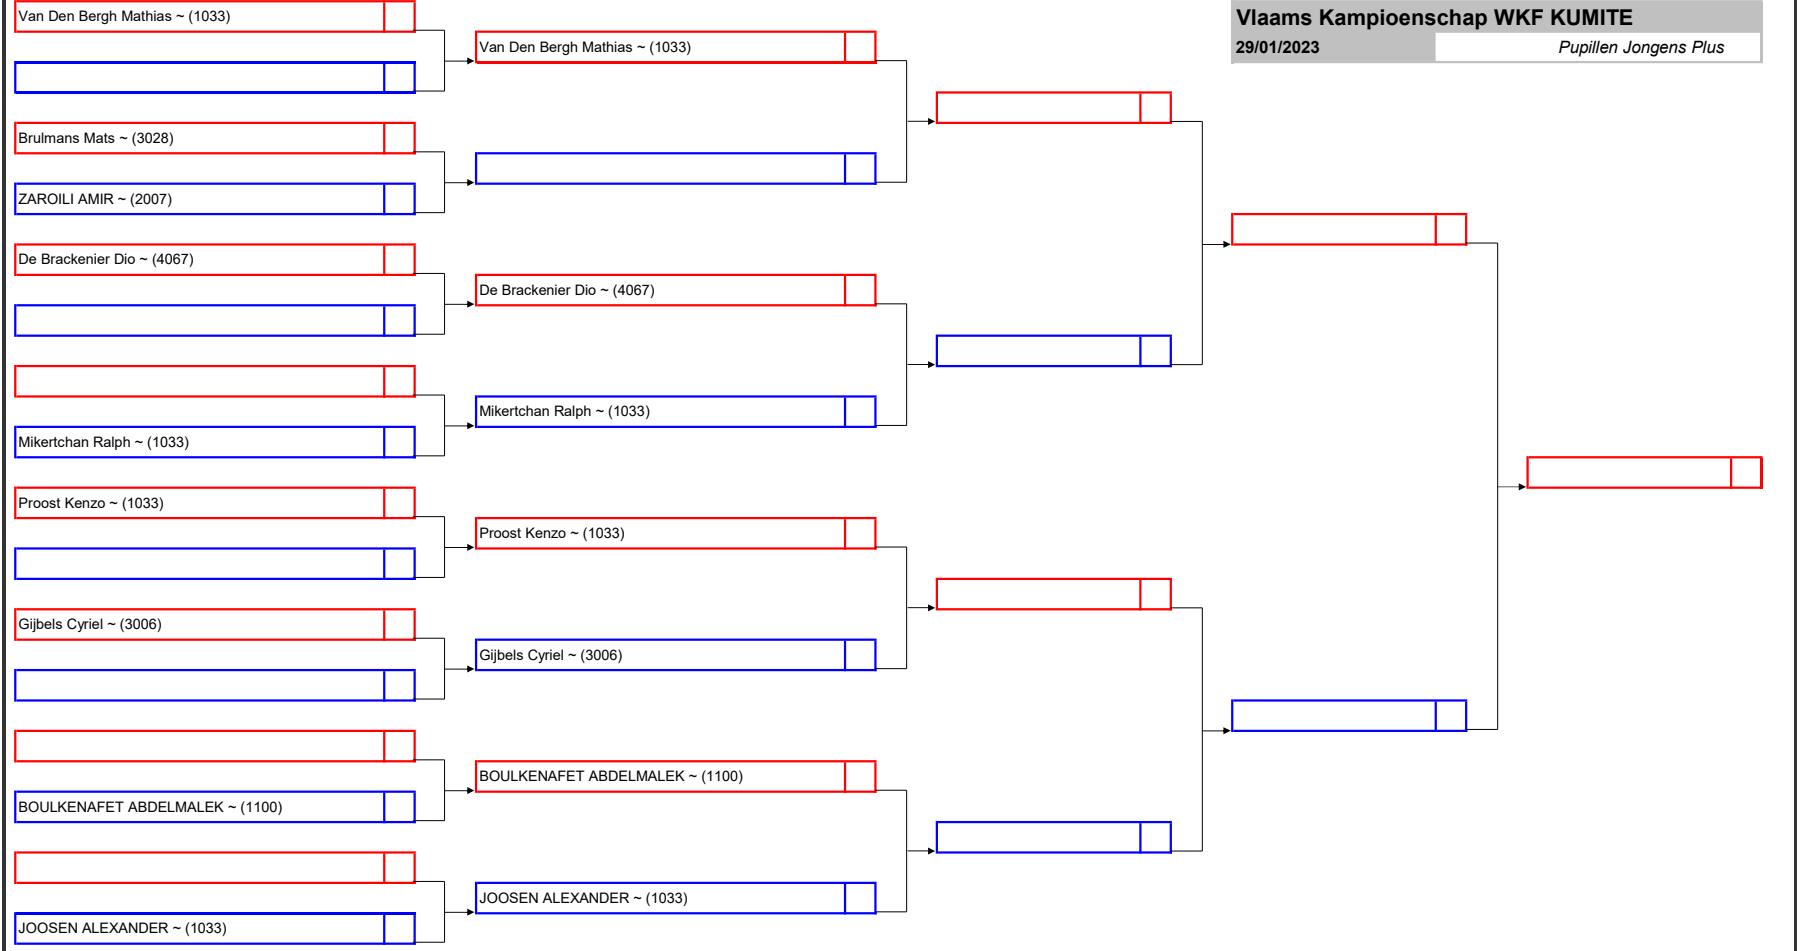 Van Den Bergh Mathias ~ (1033)
Brulmans Mats ~ (3028)
ZAROILI AMIR ~ (2007)
De Brackenier Dio ~ (4067)
Mikertchan Ralph ~ (1033)
Proost Kenzo ~ (1033)
Gijbels Cyriel ~ (3006)
BOULKENAFET ABDELMALEK ~ (1100)
JOOSEN ALEXANDER ~ (1033)
Van Den Bergh Mathias ~ (1033)
De Brackenier Dio ~ (4067)
Mikertchan Ralph ~ (1033)
Proost Kenzo ~ (1033)
Gijbels Cyriel ~ (3006)
BOULKENAFET ABDELMALEK ~ (1100)
JOOSEN ALEXANDER ~ (1033)
Vlaams Kampioenschap WKF KUMITE
29/01/2023 Pupillen Jongens Plus